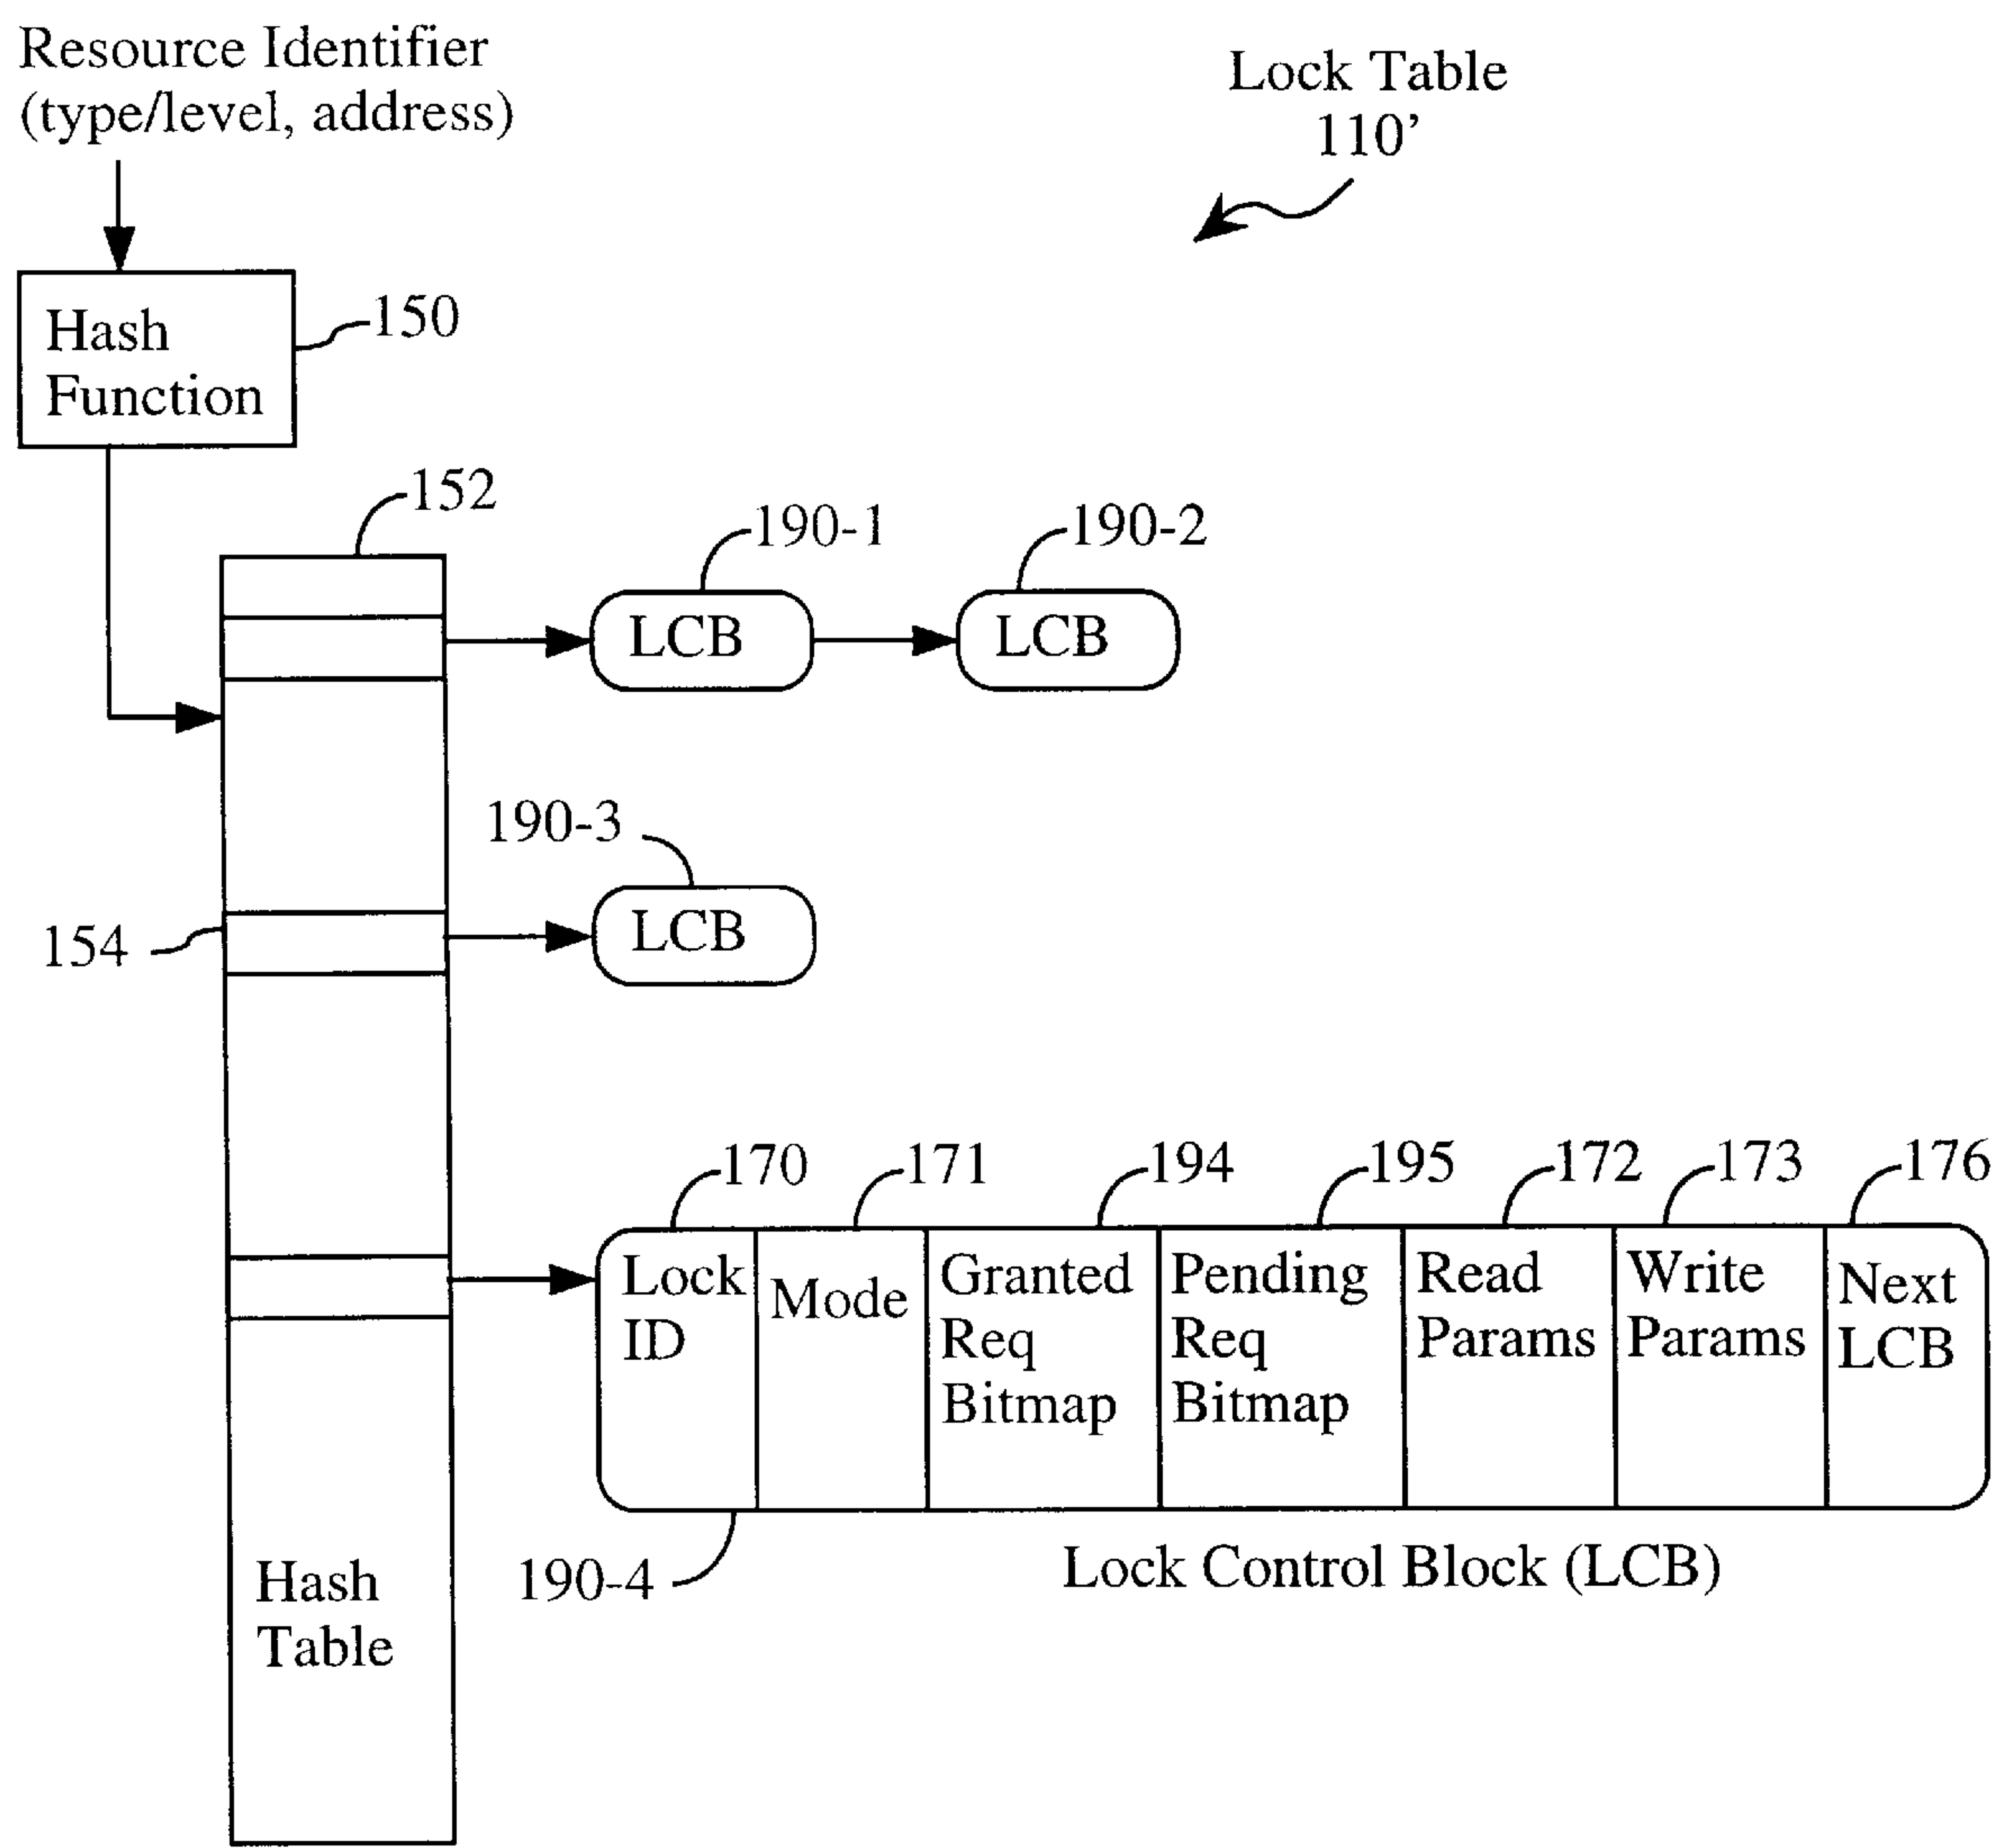 Resource Identifier
(type/level, address)
Lock Table
110’
Hash
Function
150
152
190-1
190-2
LCB
LCB
190-3
LCB
154
170
171
194
195
172
173
176
Lock
ID
Mode
Granted
Req
Bitmap
Pending
Req
Bitmap
Read
Params
Write
Params
Next
LCB
190-4
Lock Control Block (LCB)
Hash
Table